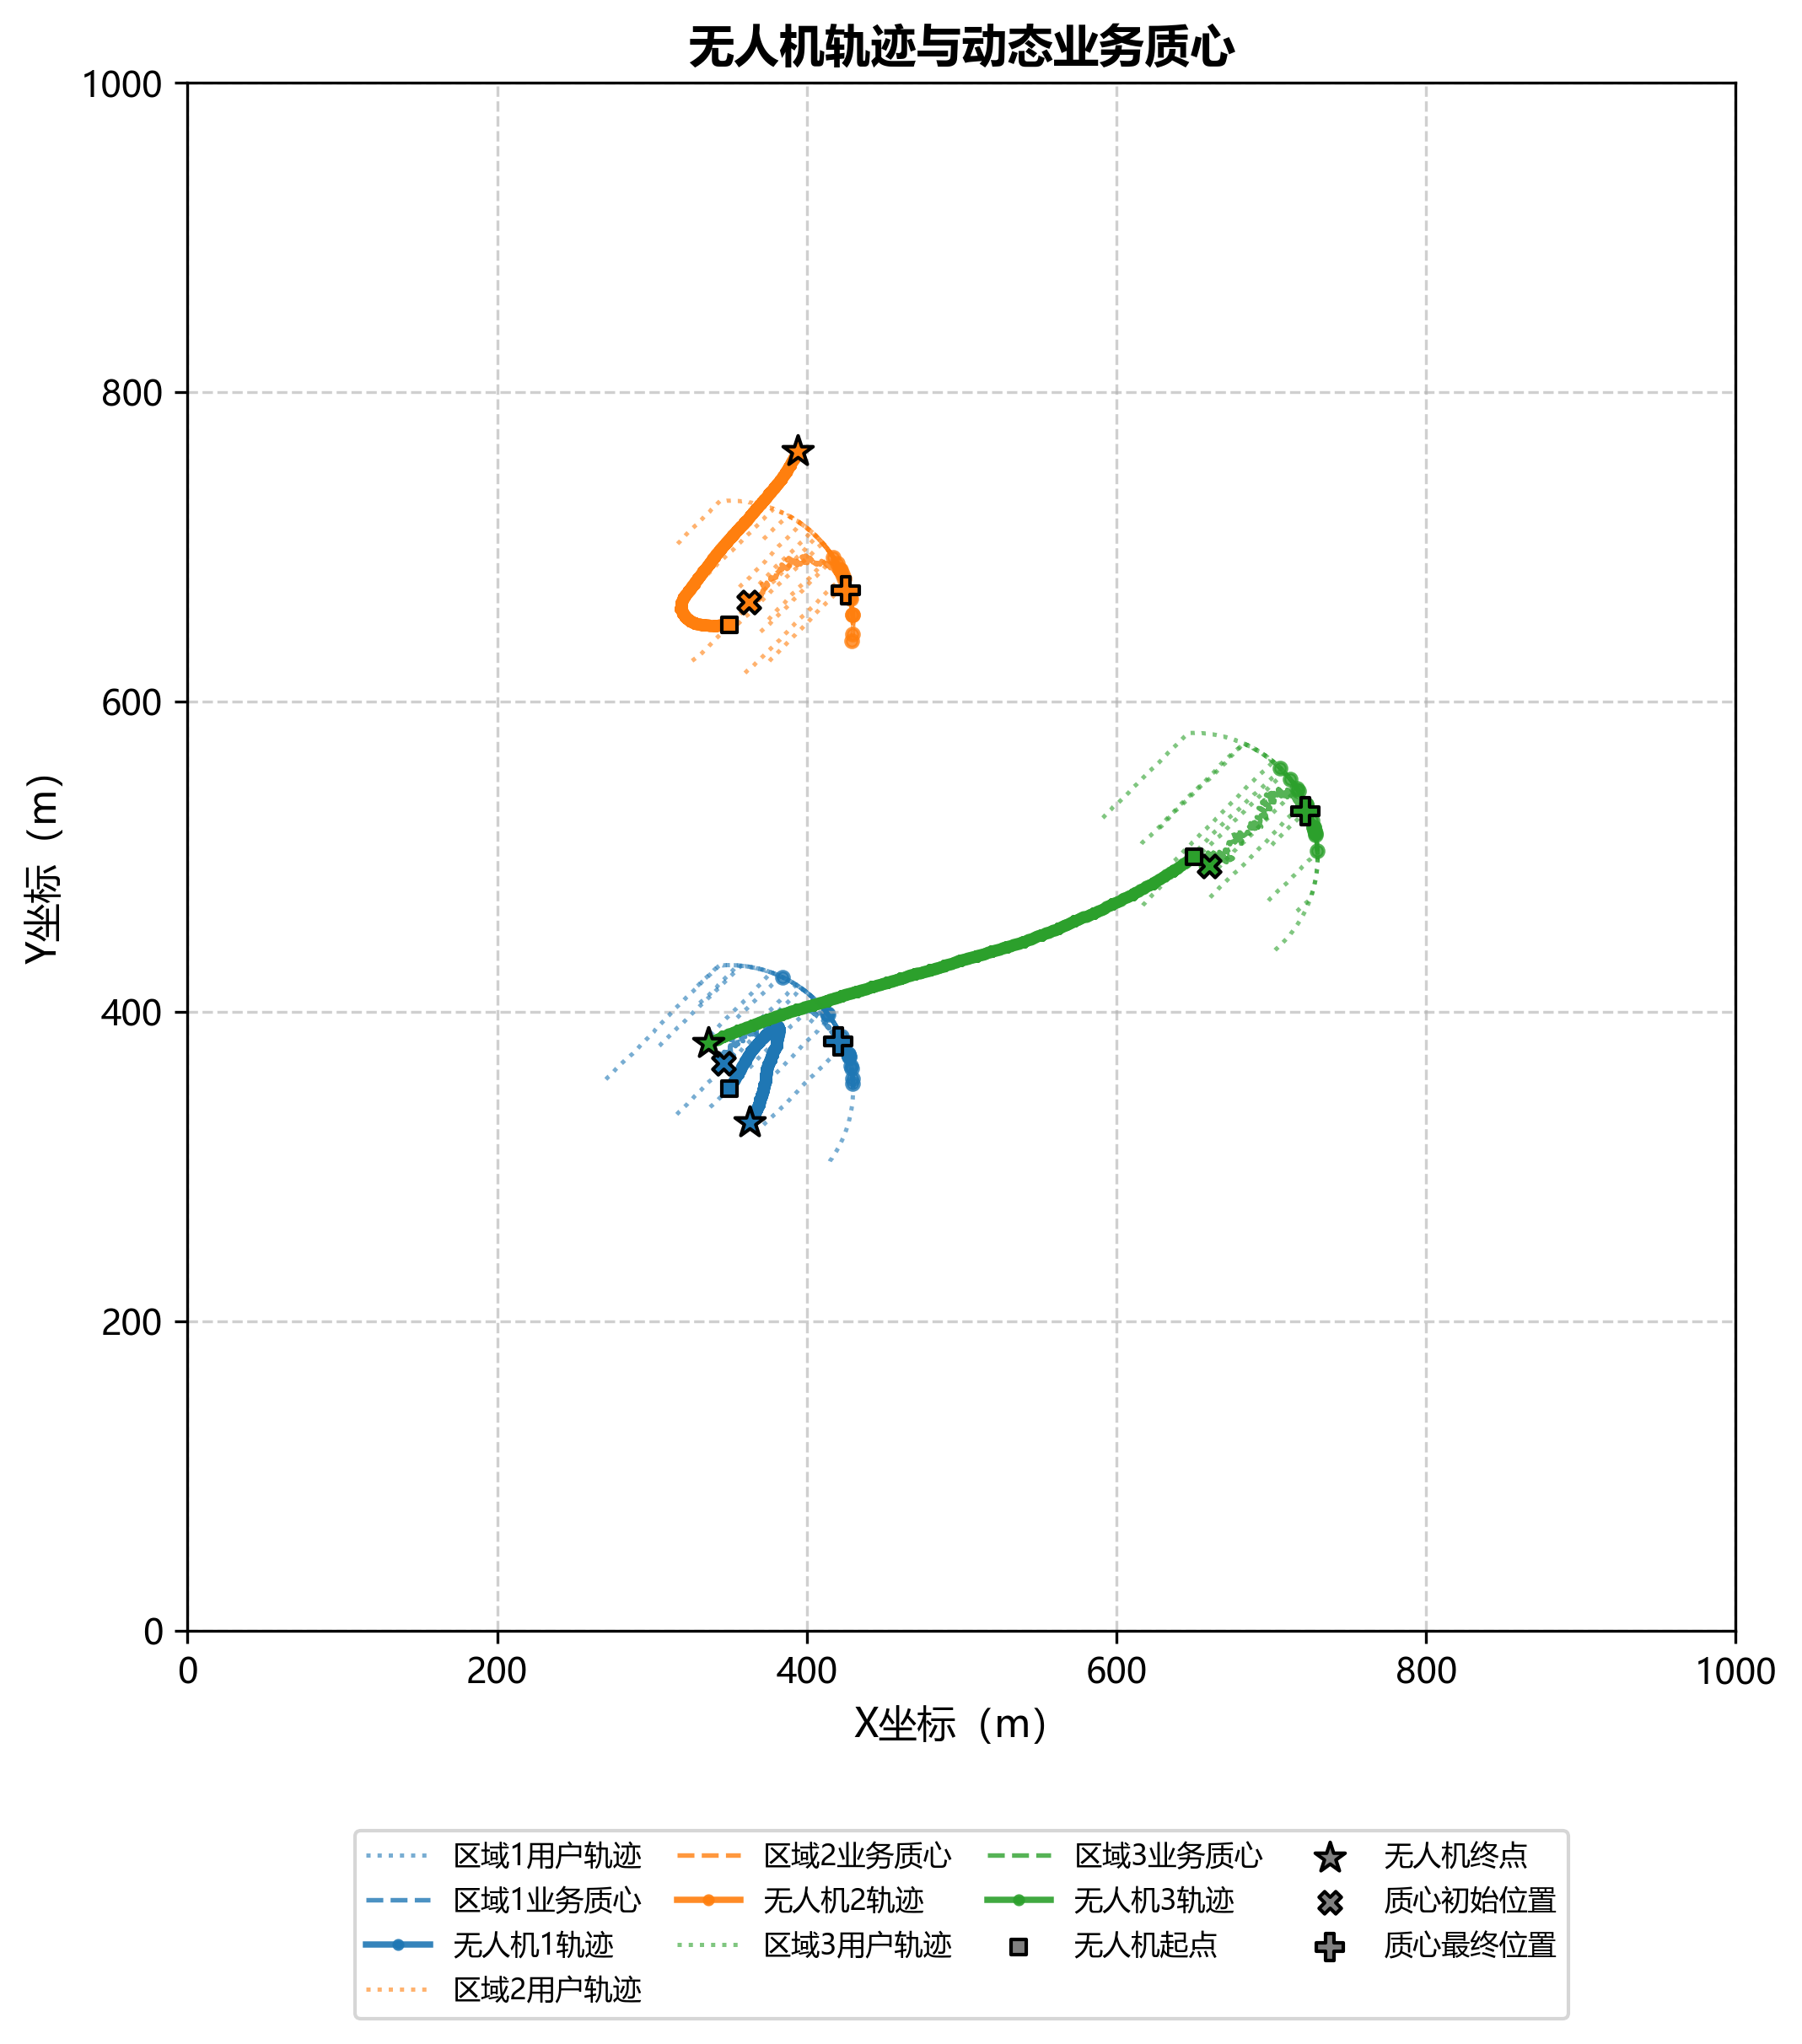 无人机轨迹与动态业务质心
1000
800
600
400
200
0
Y坐标（m）
0 200 400 600 800 1000
X坐标（m）
区域1用户轨迹
区域1业务质心
无人机1轨迹
区域2用户轨迹
区域2业务质心
无人机2轨迹
区域3用户轨迹
区域3业务质心
无人机3轨迹
无人机起点
无人机终点
质心初始位置
质心最终位置